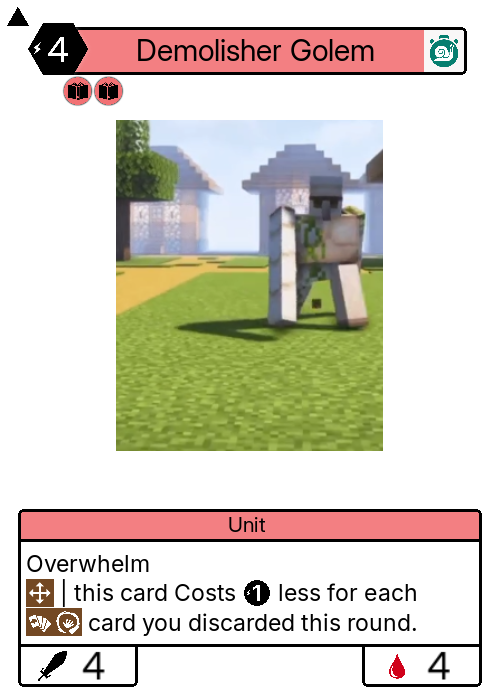 4
Demolisher Golem
Unit
Overwhelm
| this card Costs 1 less for each
card you discarded this round.
4
4